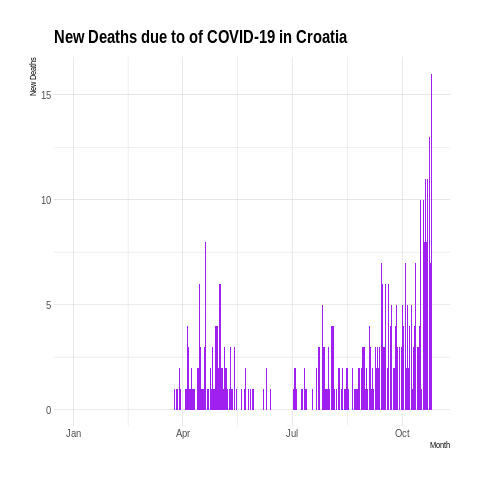 New Deaths due to of COVID-19 in Croatia
New Deaths
15
10
5
0
Jan Apr Jul Oct
Month